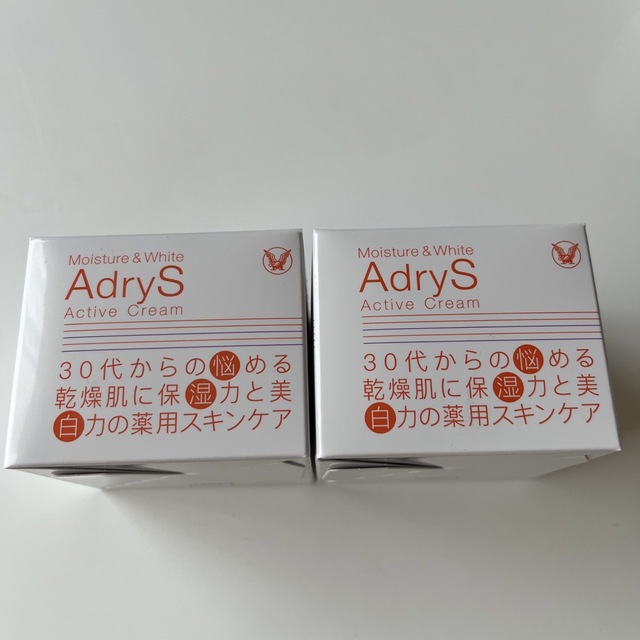 Moisture & White
AdryS
Active Cream
30代からの悩める
乾燥肌に保湿力と美
白力の薬用スキンケア
Moisture & White
AdryS
Active Cream
30代からの悩める
乾燥肌に保湿力と美
白力の薬用スキンケア